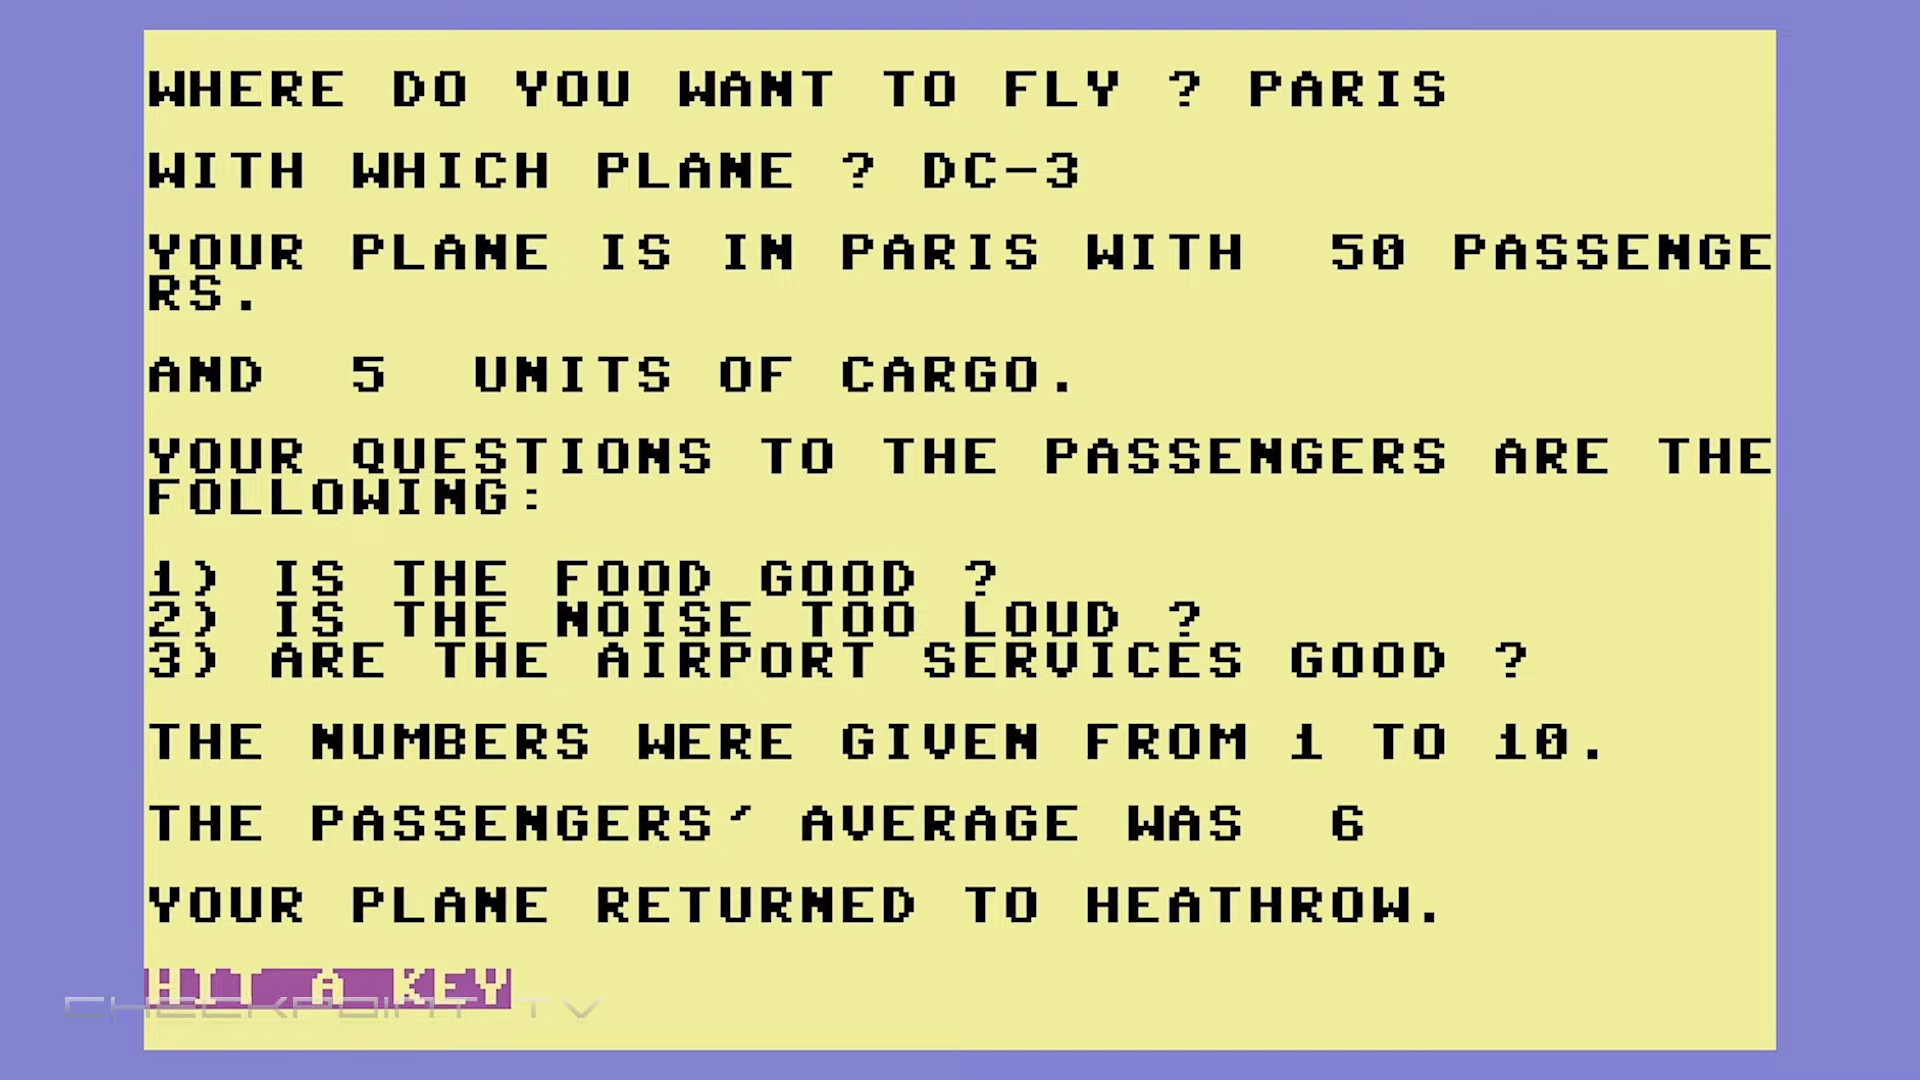 WHERE DO YOU WANT TO FLY ? PARIS
WITH WHICH PLANE ? DC-3
YOUR PLANE IS IN PARIS WITH  50 PASSENGE
RS.
AND  5  UNITS OF CARGO.
YOUR QUESTIONS TO THE PASSENGERS ARE THE
FOLLOWING:
1) IS THE FOOD GOOD ?
2) IS THE NOISE TOO LOUD ?
3) ARE THE AIRPORT SERVICES GOOD ?
THE NUMBERS WERE GIVEN FROM 1 TO 10.
THE PASSENGERS' AVERAGE WAS  6
YOUR PLANE RETURNED TO HEATHROW.
HIT A KEY
CHECKPOINT TV